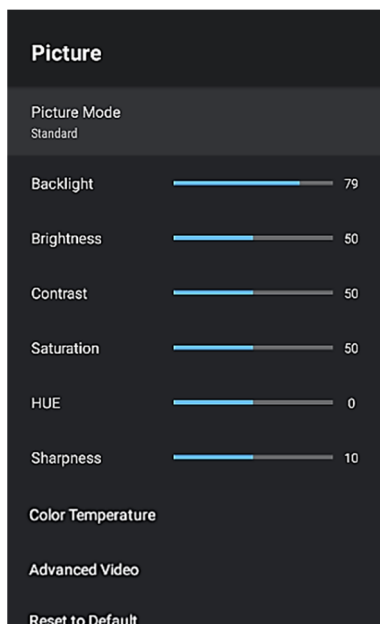 Picture
Picture Mode
Standard
Backlight 79
Brightness 50
Contrast 50
Saturation 50
HUE 0
Sharpness 10
Color Temperature
Advanced Video
Reset to Default